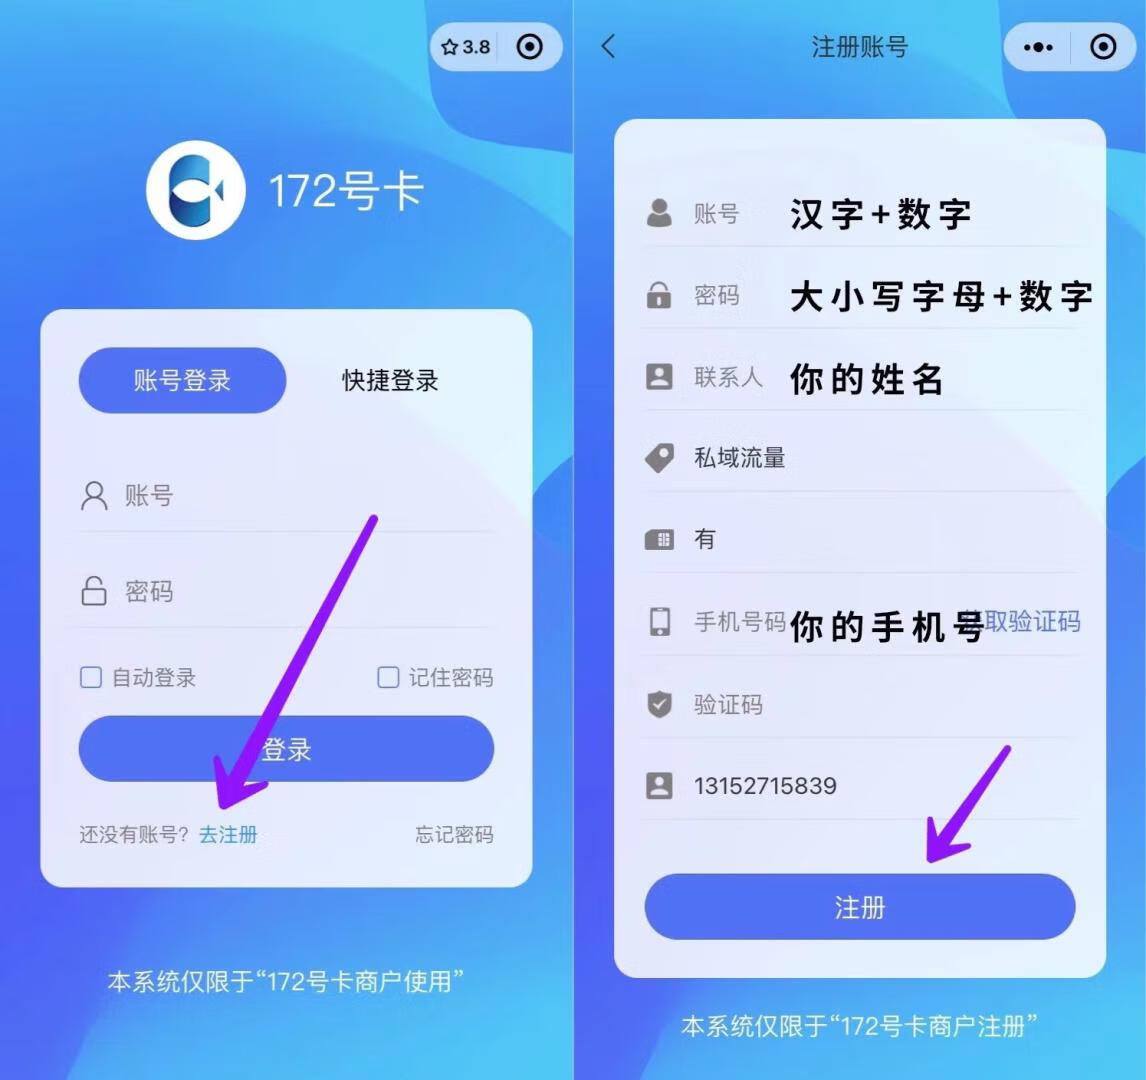 3.8
172号卡
账号登录
快捷登录
账号
密码
自动登录
记住密码
登录
还没有账号?去注册
忘记密码
本系统仅限于“172号卡商户使用”
注册账号
账号 汉字+数字
密码 大小写字母+数字
联系人 你的姓名
私域流量
有
手机号码 你的手机号 取验证码
验证码
13152715839
注册
本系统仅限于“172号卡商户注册”